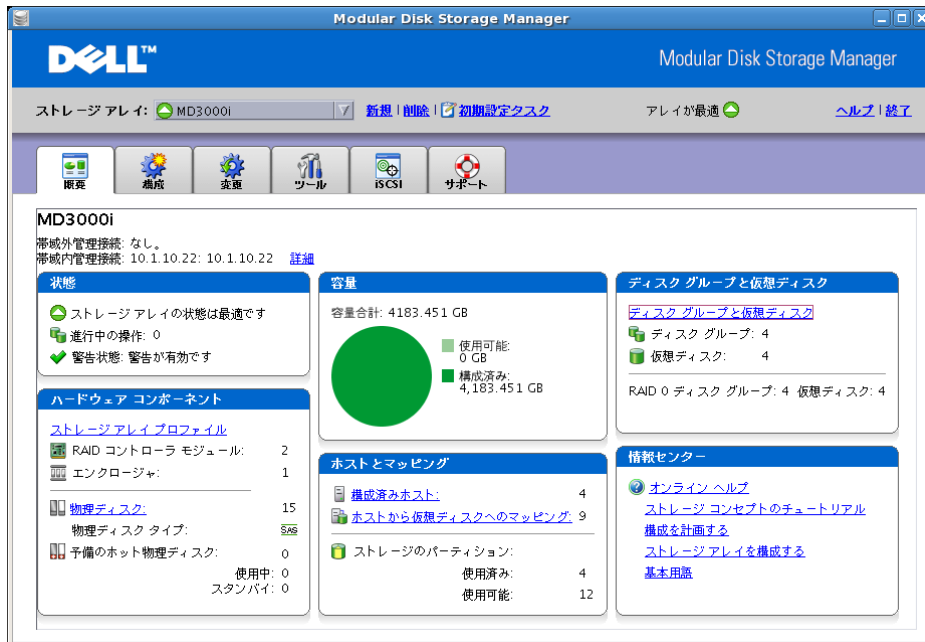 Modular Disk Storage Manager
DELL™
Modular Disk Storage Manager
ストレージ アレイ: MD3000i 新規 | 削除 | 初期設定タスク アレイが最適 ヘルプ | 終了
概要 構成 変更 ツール iSCSI サポート
MD3000i
帯域外管理接続: なし。
帯域内管理接続: 10.1.10.22: 10.1.10.22 詳細
状態
ストレージ アレイの状態は最適です
進行中の操作: 0
警告状態: 警告が有効です
ハードウェア コンポーネント
ストレージ アレイ プロファイル
RAID コントローラ モジュール: 2
エンクロージャ: 1
物理ディスク: 15
物理ディスク タイプ: SAS
予備のホット物理ディスク: 0
使用中: 0
スタンバイ: 0
容量
容量合計: 4183.451 GB
使用可能:
0 GB
構成済み:
4,183.451 GB
ホストとマッピング
構成済みホスト: 4
ホストから仮想ディスクへのマッピング: 9
ストレージのパーティション:
使用済み: 4
使用可能: 12
ディスク グループと仮想ディスク
ディスク グループと仮想ディスク
ディスク グループ: 4
仮想ディスク: 4
RAID 0 ディスク グループ: 4 仮想ディスク: 4
情報センター
オンライン ヘルプ
ストレージ コンセプトのチュートリアル
構成を計画する
ストレージ アレイを構成する
基本用語